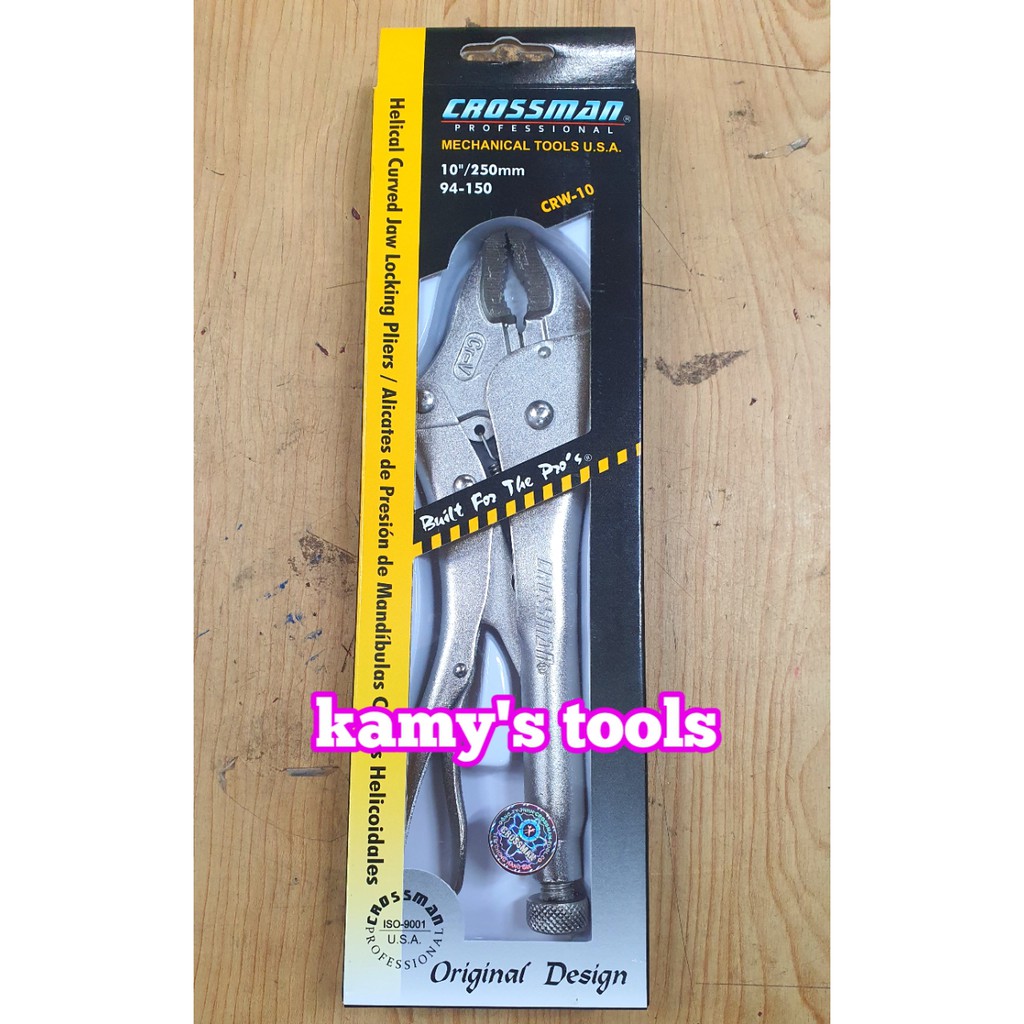 CROSSMAN®
PROFESSIONAL
MECHANICAL TOOLS U.S.A.
10"/250mm
94-150
CRW-10
Helical Curved Jaw Locking Pliers / Alicates de Presión de Mandíbulas Helicoidales
Cr-V
Built For The Pro's®
CROSSMAN®
kamy's tools
CROSSMAN
CROSSMAN
ISO-9001
U.S.A.
PROFESSIONAL
Original Design